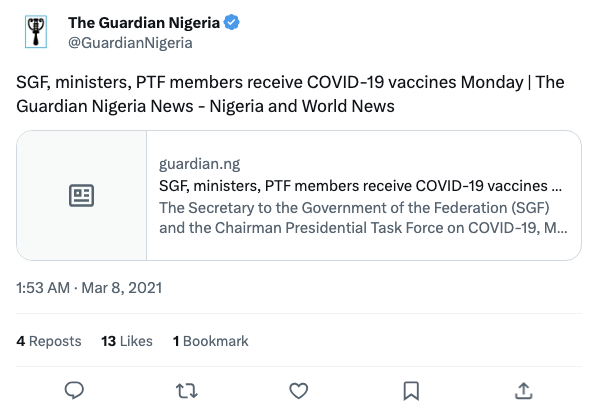 The Guardian Nigeria
@GuardianNigeria
SGF, ministers, PTF members receive COVID-19 vaccines Monday | The
Guardian Nigeria News - Nigeria and World News
guardian.ng
SGF, ministers, PTF members receive COVID-19 vaccines ...
The Secretary to the Government of the Federation (SGF)
and the Chairman Presidential Task Force on COVID-19, M...
1:53 AM · Mar 8, 2021
4 Reposts 13 Likes 1 Bookmark